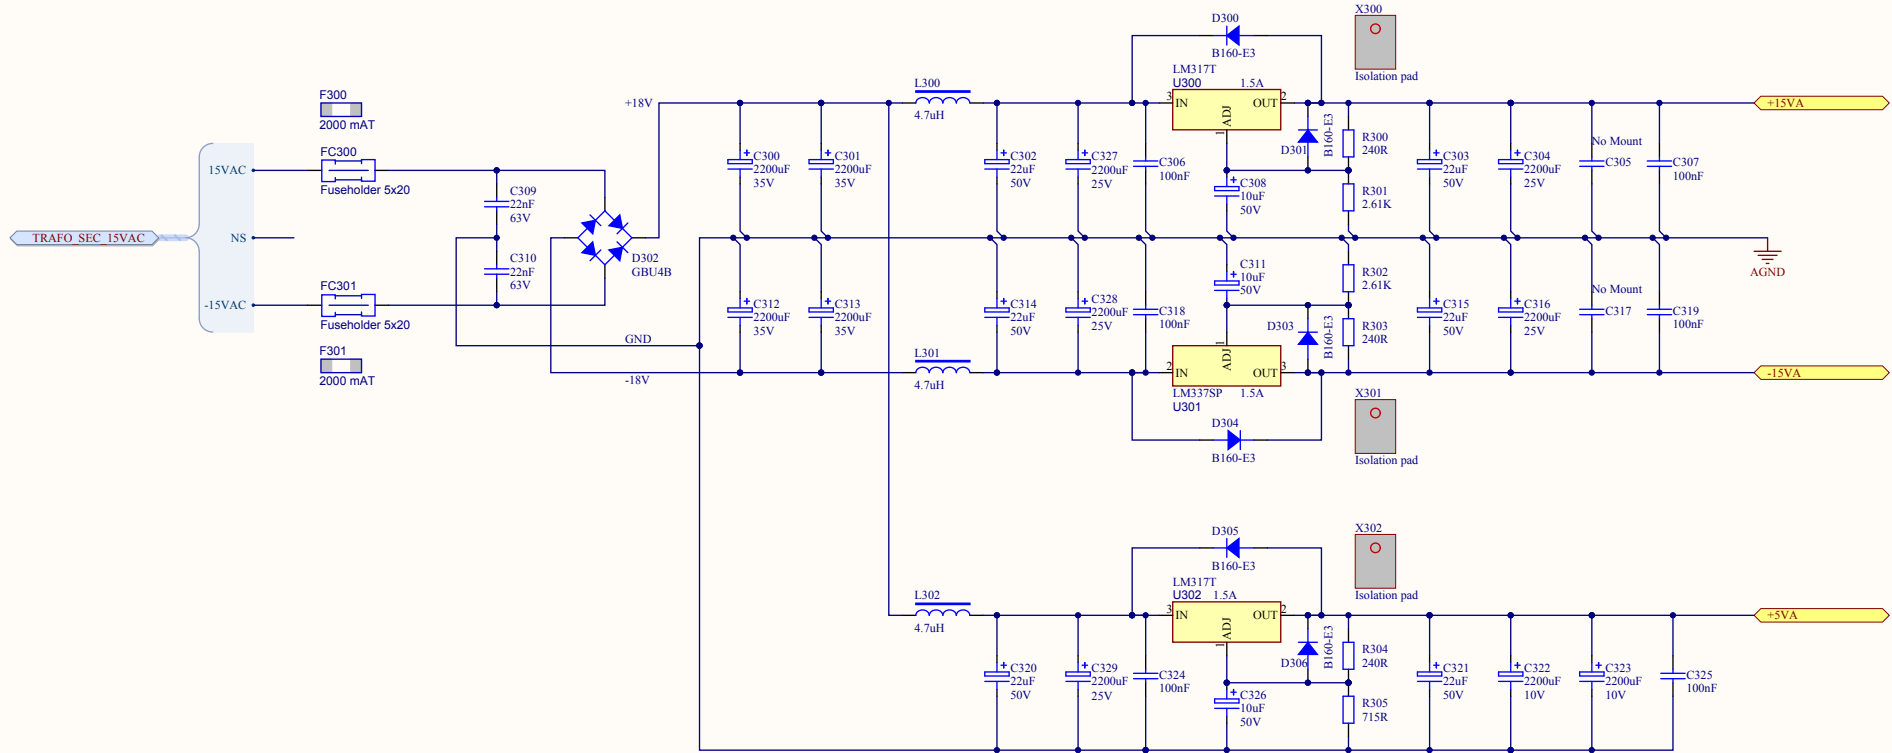 D300
B160-E3
X300
Isolation pad
LM317T
U300
1.5A
3
IN
ADJ
1
OUT
2
L300
4.7uH
+18V
F300
2000 mAT
FC300
Fuseholder 5x20
15VAC
NS
-15VAC
TRAFO_SEC_15VAC
FC301
Fuseholder 5x20
F301
2000 mAT
C309
22nF
63V
C310
22nF
63V
D302
GBU4B
GND
-18V
C300
2200uF
35V
C301
2200uF
35V
C302
22uF
50V
C327
2200uF
25V
C306
100nF
C308
10uF
50V
D301
B160-E3
R300
240R
R301
2.61K
C303
22uF
50V
C304
2200uF
25V
No Mount
C305
C307
100nF
+15VA
AGND
C312
2200uF
35V
C313
2200uF
35V
C314
22uF
50V
C328
2200uF
25V
C318
100nF
C311
10uF
50V
D303
B160-E3
R302
2.61K
R303
240R
C315
22uF
50V
C316
2200uF
25V
No Mount
C317
C319
100nF
-15VA
L301
4.7uH
2
IN
ADJ
1
OUT
3
LM337SP
1.5A
U301
D304
B160-E3
X301
Isolation pad
D305
B160-E3
X302
Isolation pad
LM317T
U302
1.5A
3
IN
ADJ
1
OUT
2
L302
4.7uH
+5VA
C320
22uF
50V
C329
2200uF
25V
C324
100nF
C326
10uF
50V
D306
B160-E3
R304
240R
R305
715R
C321
22uF
50V
C322
2200uF
10V
C323
2200uF
10V
C325
100nF